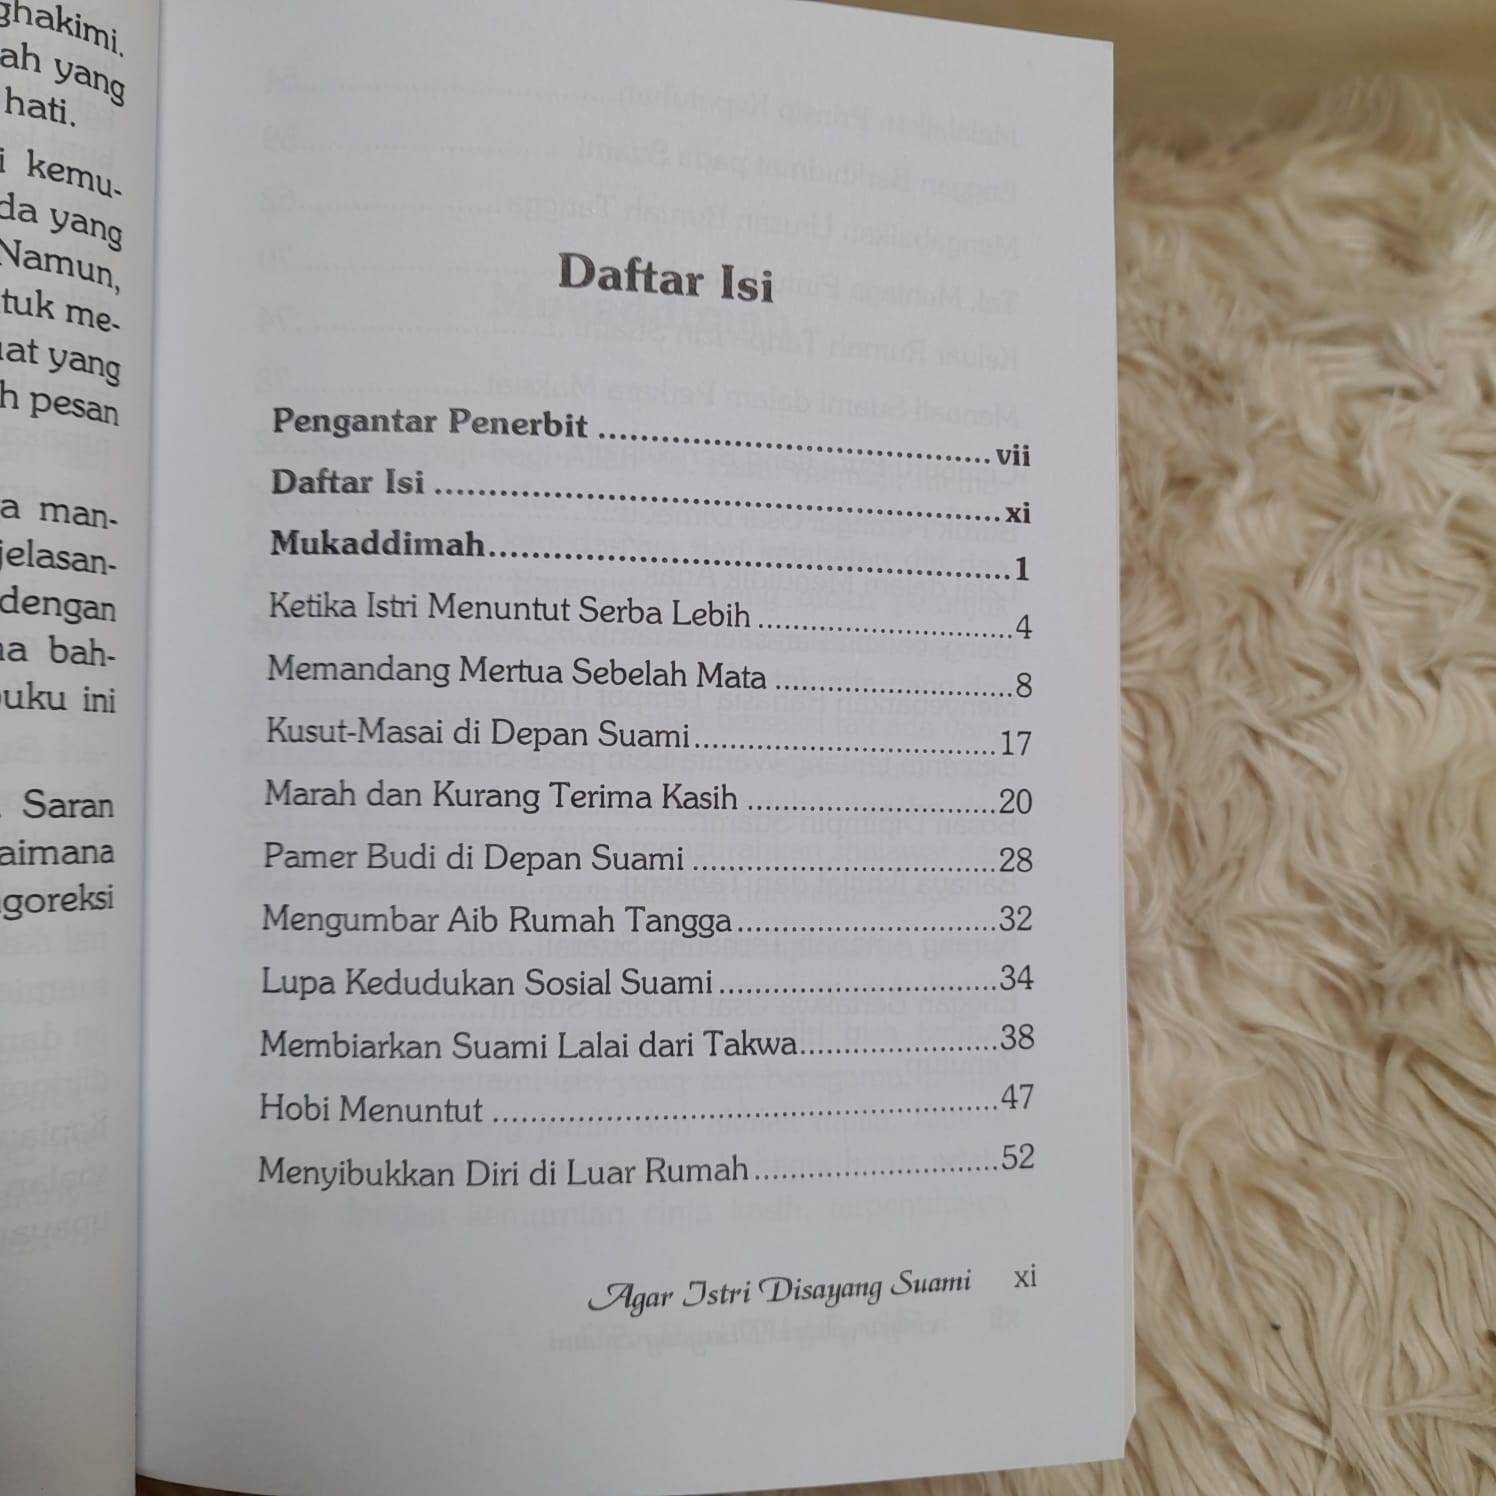 ghakimi.
ah yang
hati.
i kemu-
da yang
Namun,
tuk me-
at yang
h pesan
a man-
jelasan-
dengan
a bah-
buku ini
Saran
aimana
goreksi
Daftar Isi
Pengantar Penerbit ........................................ vii
Daftar Isi ........................................ xi
Mukaddimah........................................ 1
Ketika Istri Menuntut Serba Lebih ........................... 4
Memandang Mertua Sebelah Mata ......................... 8
Kusut-Masai di Depan Suami................................ 17
Marah dan Kurang Terima Kasih .......................... 20
Pamer Budi di Depan Suami ................................ 28
Mengumbar Aib Rumah Tangga............................ 32
Lupa Kedudukan Sosial Suami.............................. 34
Membiarkan Suami Lalai dari Takwa...................... 38
Hobi Menuntut .................................................. 47
Menyibukkan Diri di Luar Rumah.......................... 52
Agar Istri Disayang Suami xi